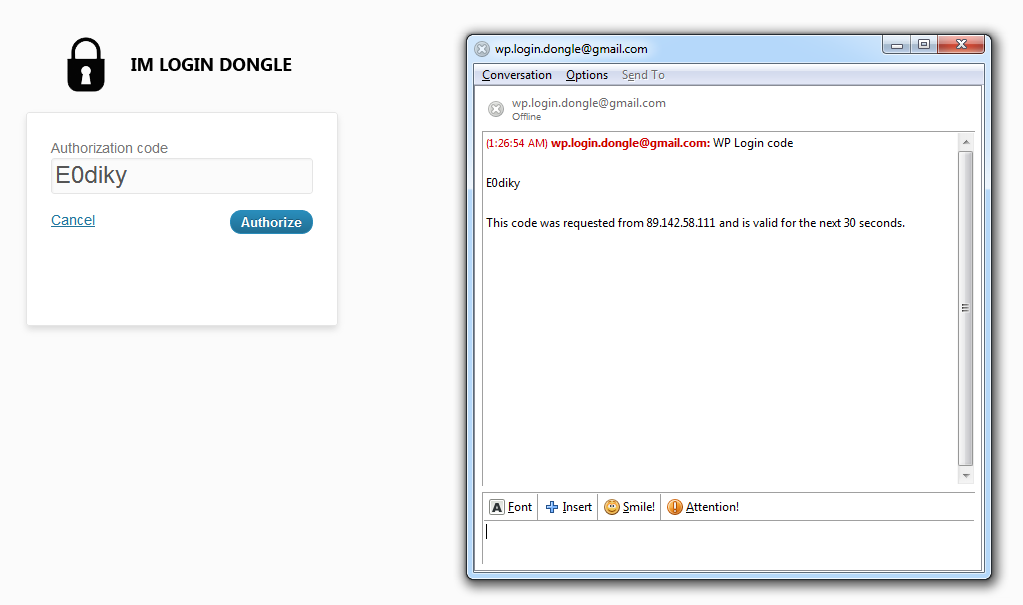 IM LOGIN DONGLE
Authorization code
E0diky
Cancel
Authorize
wp.login.dongle@gmail.com
Conversation Options Send To
wp.login.dongle@gmail.com
Offline
(1:26:54 AM) wp.login.dongle@gmail.com: WP Login code
E0diky
This code was requested from 89.142.58.111 and is valid for the next 30 seconds.
A Font Insert Smile! Attention!